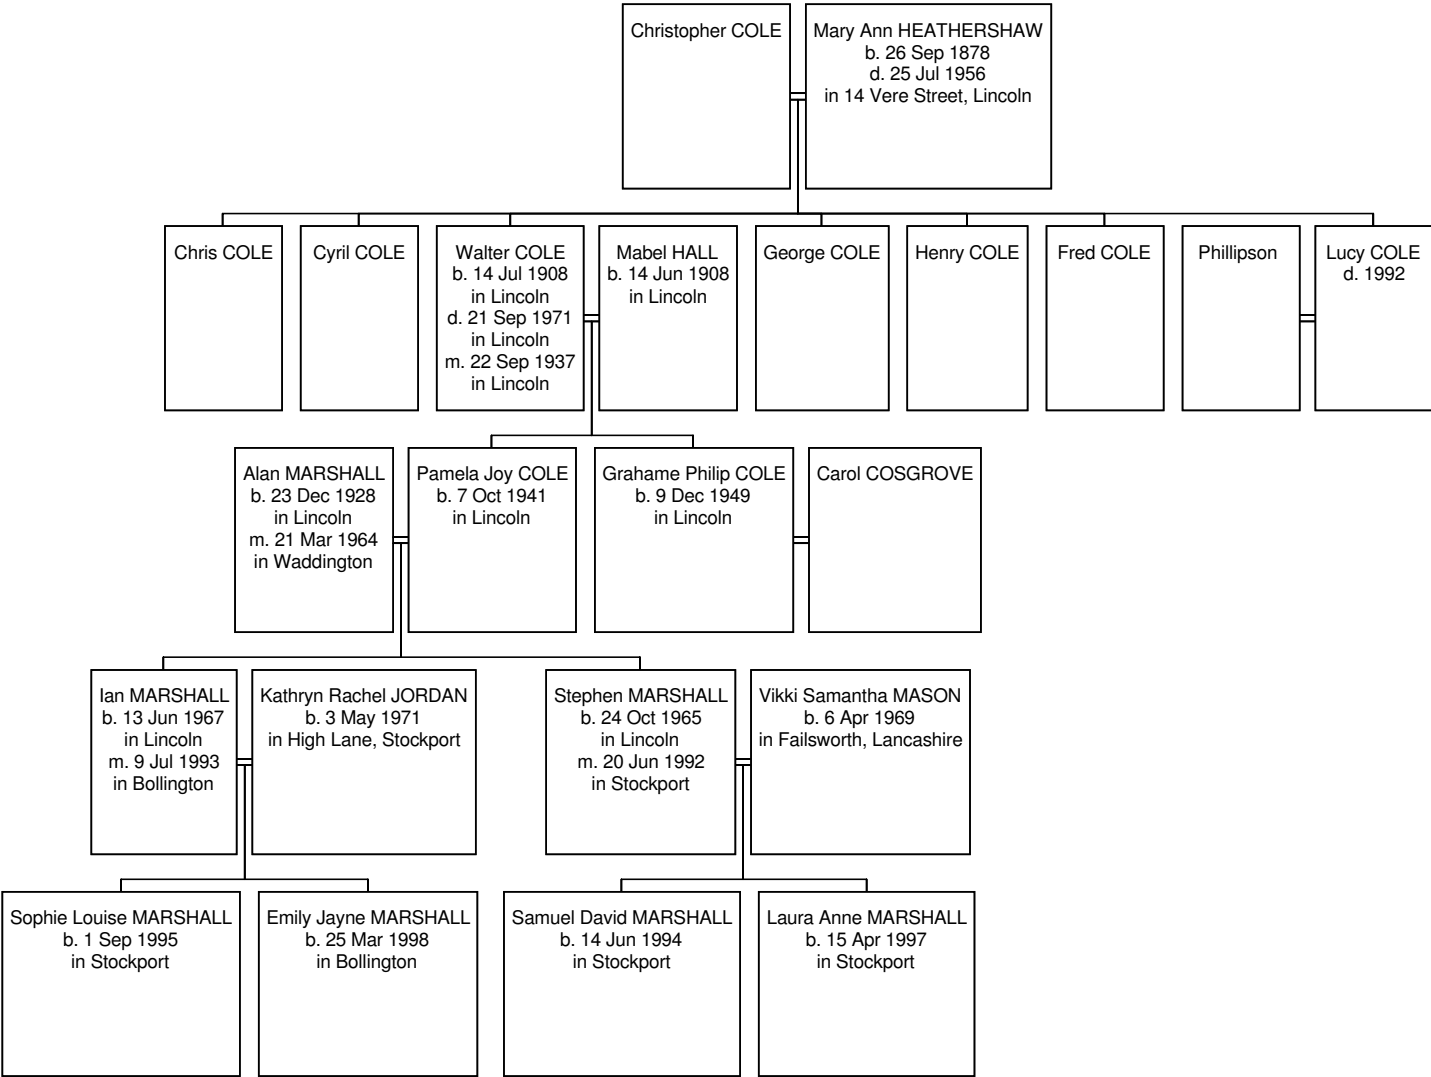 Christopher COLE
Mary Ann HEATHERSHAW
b. 26 Sep 1878
d. 25 Jul 1956
in 14 Vere Street, Lincoln
Chris COLE
Cyril COLE
Walter COLE
b. 14 Jul 1908
in Lincoln
d. 21 Sep 1971
in Lincoln
m. 22 Sep 1937
in Lincoln
Mabel HALL
b. 14 Jun 1908
in Lincoln
George COLE
Henry COLE
Fred COLE
Phillipson
Lucy COLE
d. 1992
Alan MARSHALL
b. 23 Dec 1928
in Lincoln
m. 21 Mar 1964
in Waddington
Pamela Joy COLE
b. 7 Oct 1941
in Lincoln
Grahame Philip COLE
b. 9 Dec 1949
in Lincoln
Carol COSGROVE
Ian MARSHALL
b. 13 Jun 1967
in Lincoln
m. 9 Jul 1993
in Bollington
Kathryn Rachel JORDAN
b. 3 May 1971
in High Lane, Stockport
Stephen MARSHALL
b. 24 Oct 1965
in Lincoln
m. 20 Jun 1992
in Stockport
Vikki Samantha MASON
b. 6 Apr 1969
in Failsworth, Lancashire
Sophie Louise MARSHALL
b. 1 Sep 1995
in Stockport
Emily Jayne MARSHALL
b. 25 Mar 1998
in Bollington
Samuel David MARSHALL
b. 14 Jun 1994
in Stockport
Laura Anne MARSHALL
b. 15 Apr 1997
in Stockport